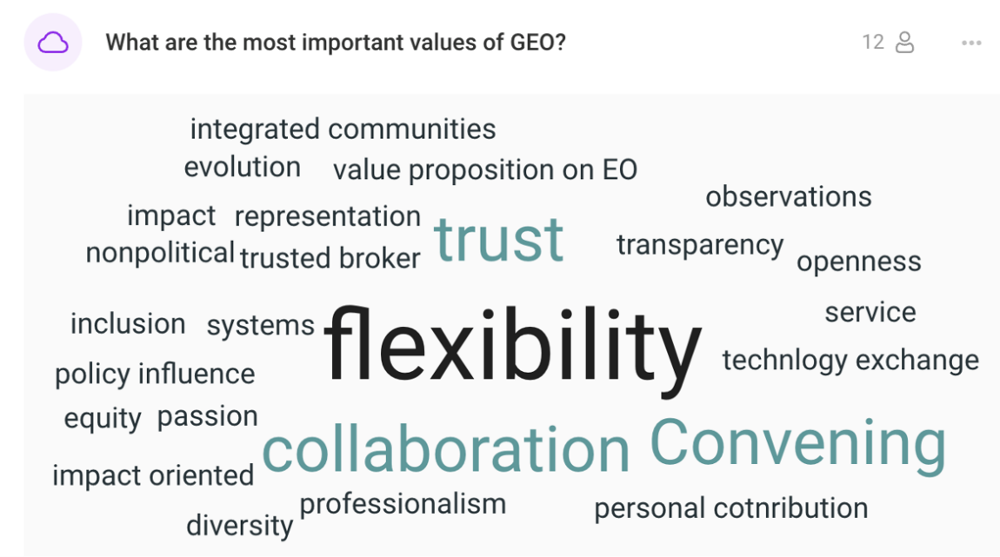 What are the most important values of GEO?
12
integrated communities
evolution value proposition on EO
observations
impact representation trust
transparency
nonpolitical trusted broker
openness
service
inclusion systems flexibility
technlogy exchange
policy influence
equity passion
collaboration Convening
impact oriented
professionalism personal cotnribution
diversity